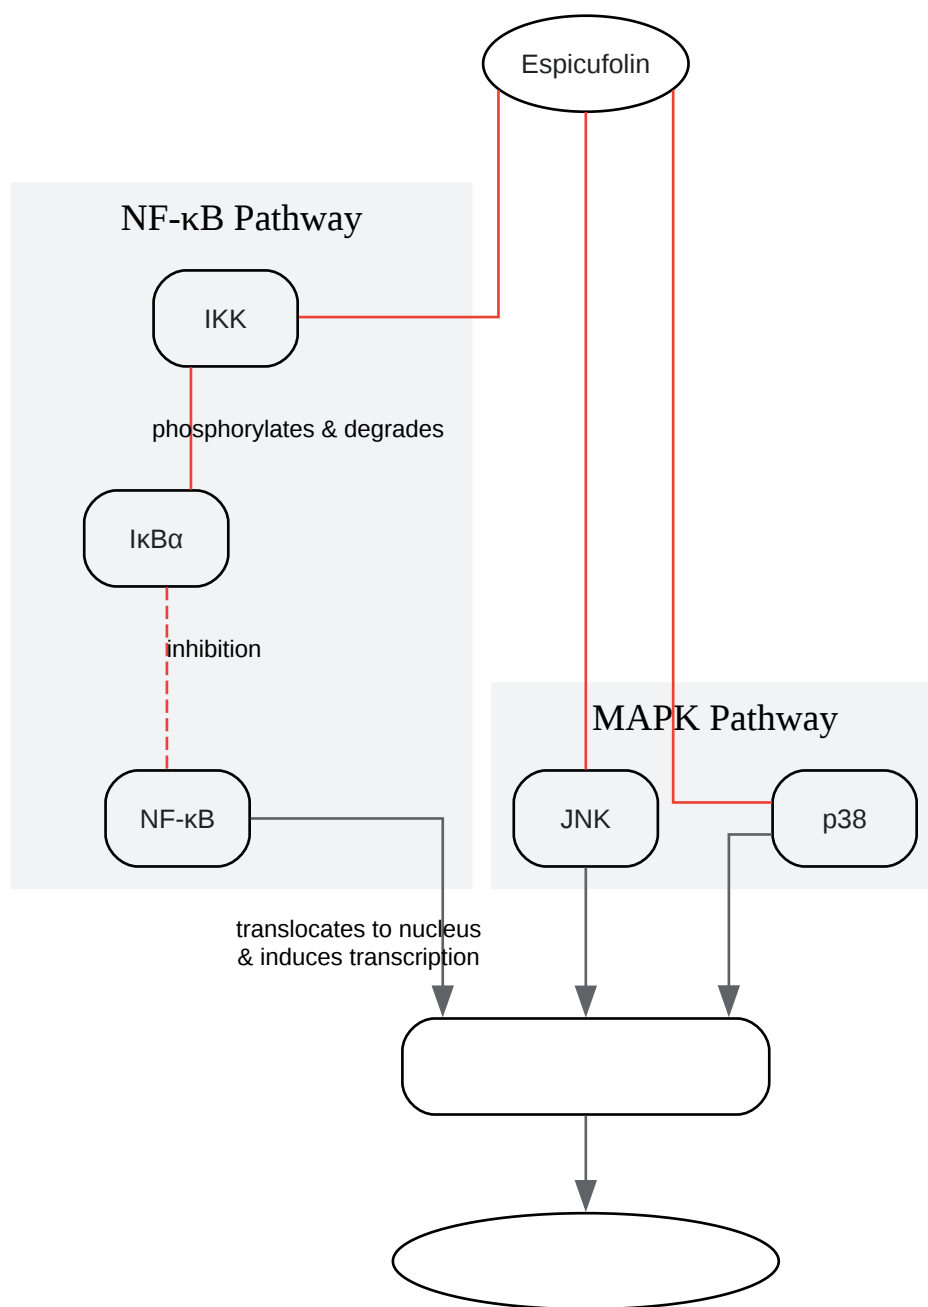 Espicufolin
NF-κB Pathway
IKK
phosphorylates & degrades
IκBα
inhibition
MAPK Pathway
NF-κB
JNK
p38
translocates to nucleus
& induces transcription